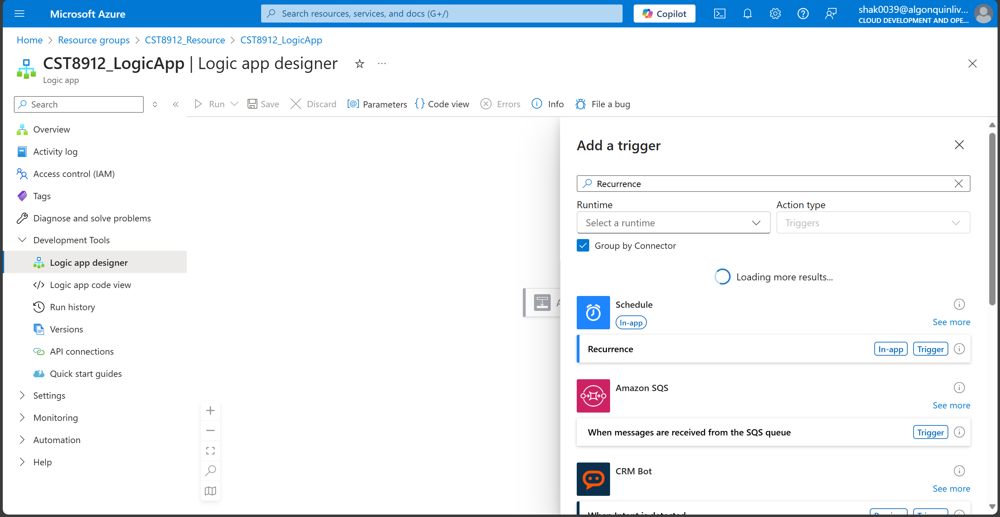 Microsoft Azure
Search resources, services, and docs (G+/)
Copilot
shak0039@algonquinliv...
CLOUD DEVELOPMENT AND OPE...
Home > Resource groups > CST8912_Resource > CST8912_LogicApp
CST8912_LogicApp | Logic app designer
Logic app
Search
Run
Save
Discard
[@] Parameters
{} Code view
Errors
Info
File a bug
Overview
Activity log
Access control (IAM)
Tags
Diagnose and solve problems
Development Tools
Logic app designer
Logic app code view
Run history
Versions
API connections
Quick start guides
Settings
Monitoring
Automation
Help
Add a trigger
Recurrence
Runtime
Action type
Select a runtime
Triggers
Group by Connector
Loading more results...
Schedule
In-app
See more
Recurrence
In-app
Trigger
Amazon SQS
See more
When messages are received from the SQS queue
Trigger
CRM Bot
See more
When Intent is detected